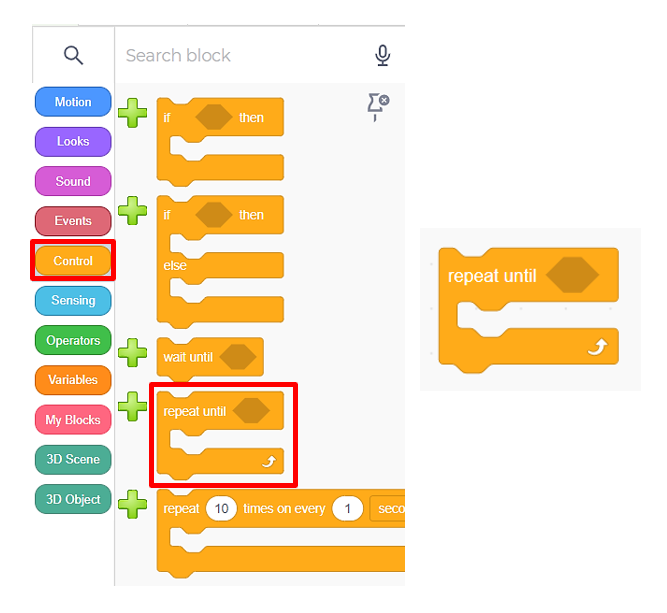 Search block
Motion
Looks
Sound
Events
Control
Sensing
Operators
Variables
My Blocks
3D Scene
3D Object
if then
if then
else
wait until
repeat until
repeat 10 times on every 1 seco
repeat until